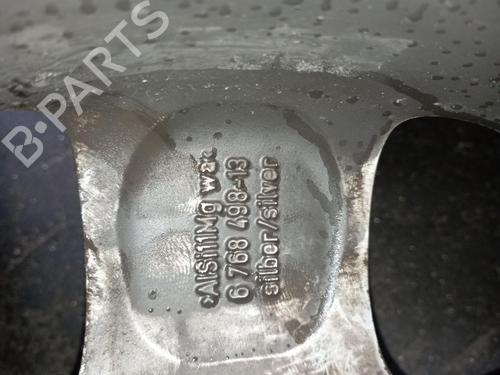 B-PARTS
>AlSi11Mg wa<
6 768 498-13
silber/silver